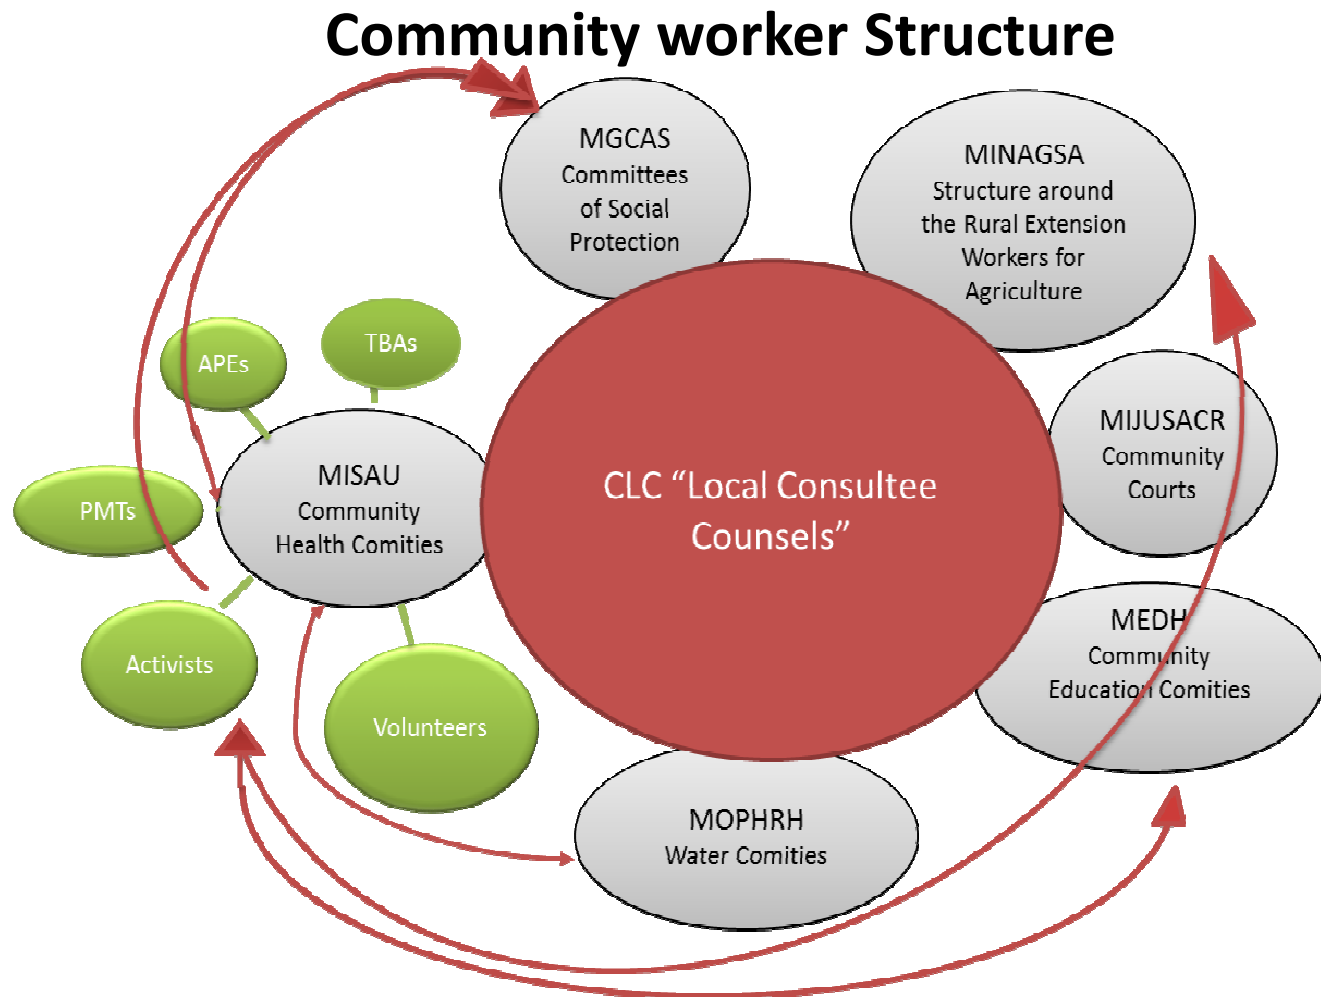 Community worker Structure
MGCAS
Committees
of Social
Protection
MINAGSA
Structure around
the Rural Extension
Workers for
Agriculture
TBAs
APEs
MISAU
Community
Health Comities
PMTs
CLC “Local Consultee
Counsels”
MIJUSACR
Community
Courts
MEDH
Community
Education Comities
Activists
Volunteers
MOPHRH
Water Comities